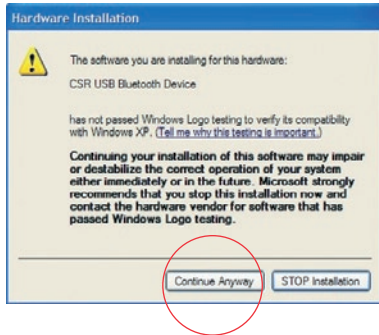 Hardware Installation
The software you are installing for this hardware:
CSR USB Bluetooth Device
has not passed Windows Logo testing to verify its compatibility
with Windows XP. (Tell me why this testing is important.)
Continuing your installation of this software may impair
or destabilize the correct operation of your system
either immediately or in the future. Microsoft strongly
recommends that you stop this installation now and
contact the hardware vendor for software that has
passed Windows Logo testing.
Continue Anyway
STOP Installation